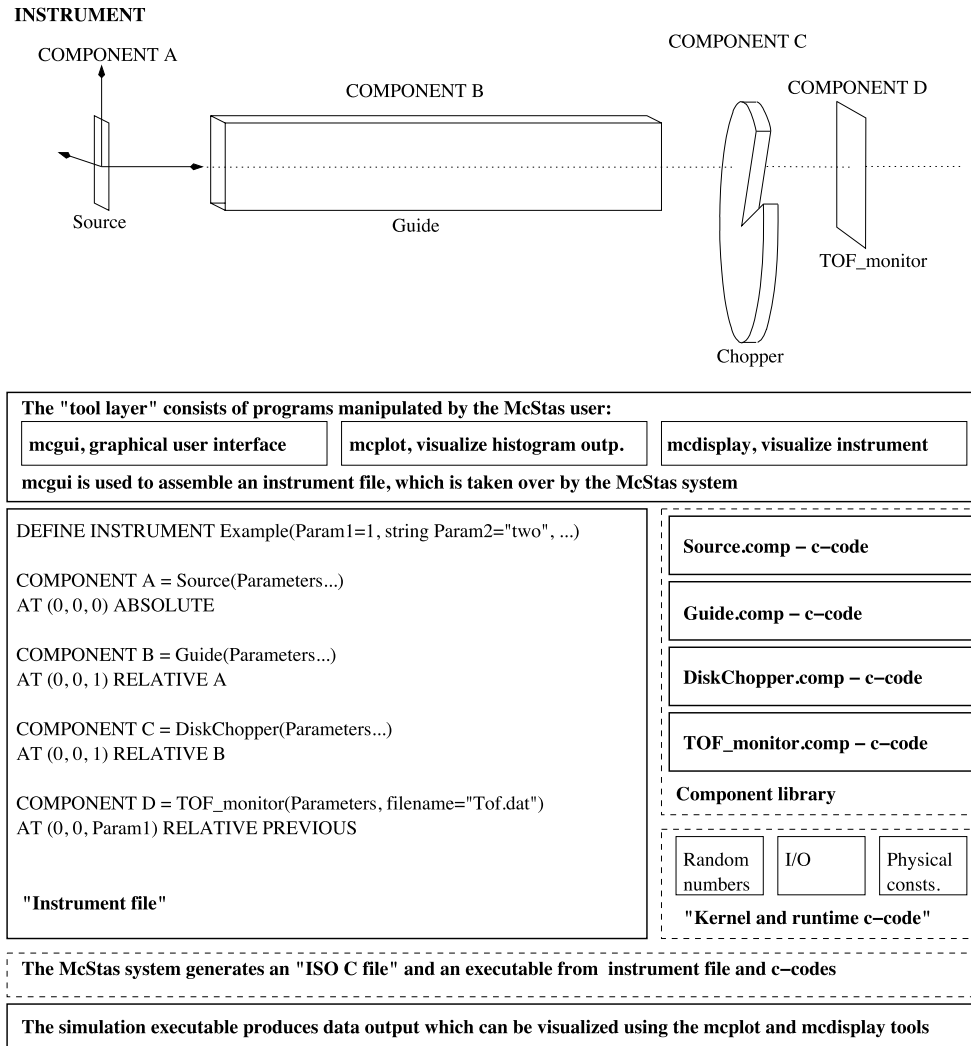 INSTRUMENT
COMPONENT A
COMPONENT B
COMPONENT C
COMPONENT D
Source
Guide
Chopper
TOF_monitor
The "tool layer" consists of programs manipulated by the McStas user:
mcgui, graphical user interface
mcplot, visualize histogram outp.
mcdisplay, visualize instrument
mcgui is used to assemble an instrument file, which is taken over by the McStas system
DEFINE INSTRUMENT Example(Param1=1, string Param2="two", ...)
COMPONENT A = Source(Parameters...)
AT (0, 0, 0) ABSOLUTE
COMPONENT B = Guide(Parameters...)
AT (0, 0, 1) RELATIVE A
COMPONENT C = DiskChopper(Parameters...)
AT (0, 0, 1) RELATIVE B
COMPONENT D = TOF_monitor(Parameters, filename="Tof.dat")
AT (0, 0, Param1) RELATIVE PREVIOUS
"Instrument file"
Source.comp − c−code
Guide.comp − c−code
DiskChopper.comp − c−code
TOF_monitor.comp − c−code
Component library
Random
numbers
I/O
Physical
consts.
"Kernel and runtime c−code"
The McStas system generates an "ISO C file" and an executable from instrument file and c−codes
The simulation executable produces data output which can be visualized using the mcplot and mcdisplay tools